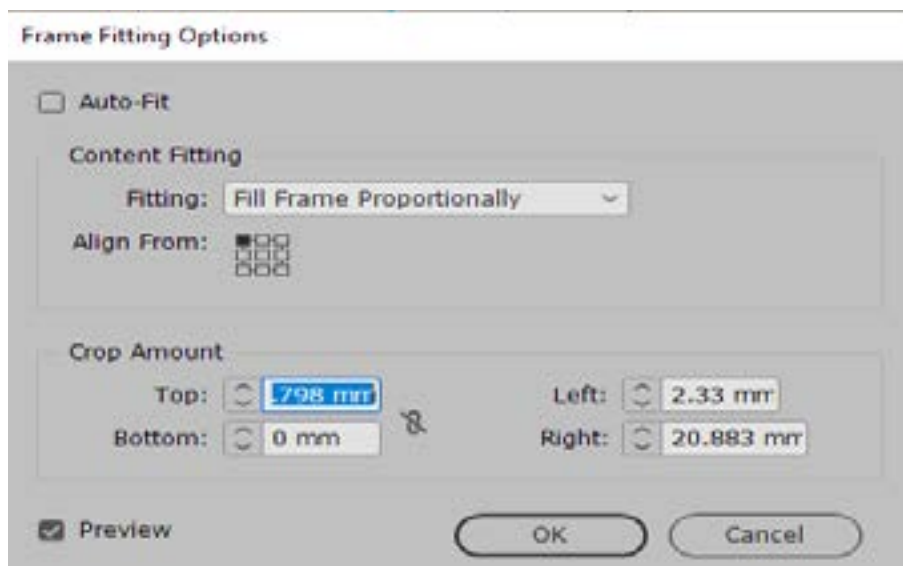 Frame Fitting Options
Auto-Fit
Content Fitting
Fitting: Fill Frame Proportionally
Align From:
Crop Amount
Top: .798 mm Left: 2.33 mm
Bottom: 0 mm Right: 20.883 mm
Preview OK Cancel